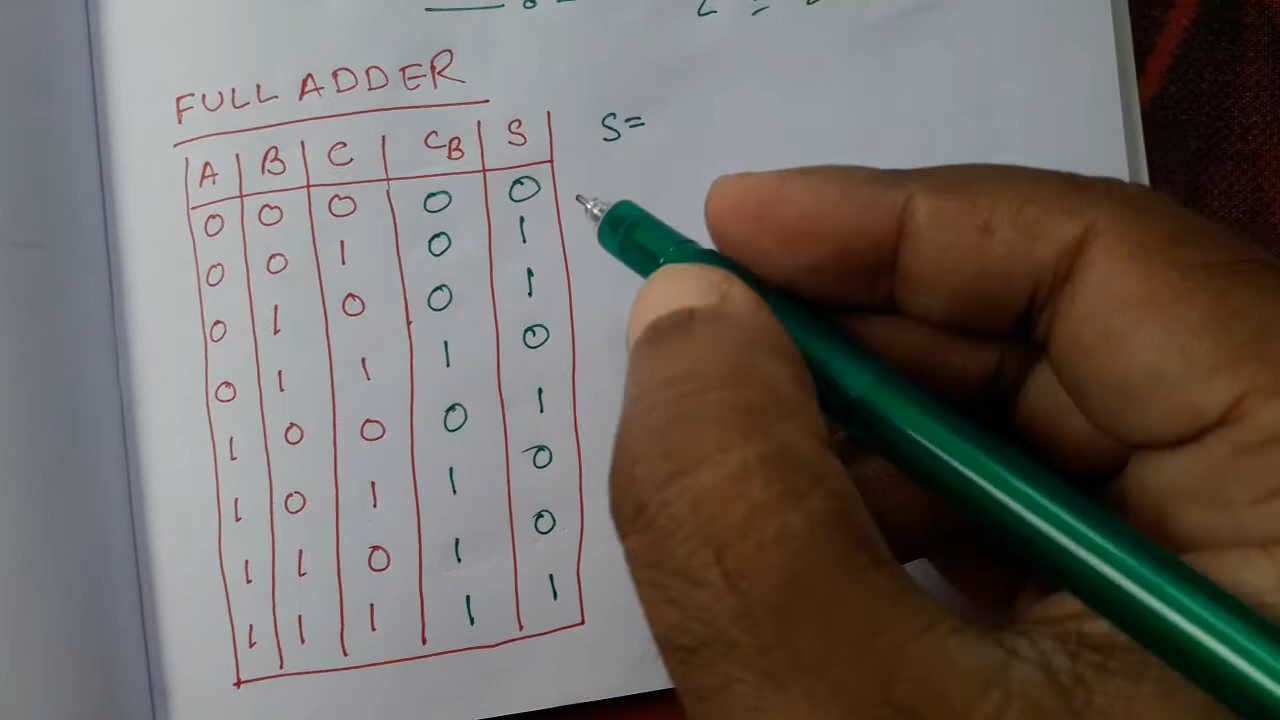 FULL ADDER
A B C CB S
S=
0 0 0 0 0
0 0 1 0 1
0 1 0 0 1
0 1 1 1 0
1 0 0 0 1
1 0 1 1 0
1 1 0 1 0
1 1 1 1 1